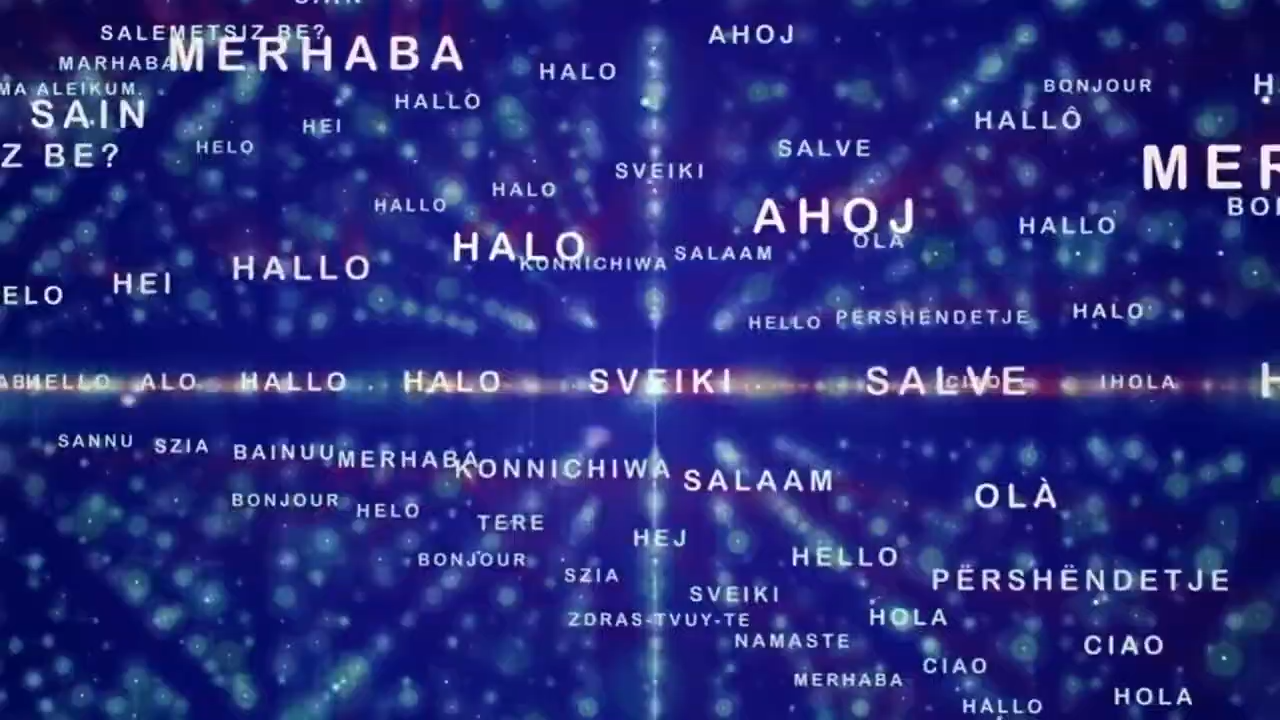 SALEMETSIZ BE?
AHOJ
MERHABA
MARHABA
HALO
BONJOUR
MA ALEIKUM.
HALLO
SAIN
HALLÔ
HEI
HELO
Z BE?
SALVE
MER
SVEIKI
HALO
HALLO
BO
AHOJ
HALLO
OLA
HALO
SALAAM
KONNICHIWA
HALLO
HEI
ELO
HALO
PERSHENDETJE
HELLO
HELLO
ALO
HALLO
HALO
SVEIKI
SALVE
IHOLA
H
SANNU
SZIA
BAINUU
MERHABA
KONNICHIWA
SALAAM
OLÀ
BONJOUR
HELO
TERE
HEJ
HELLO
BONJOUR
SZIA
PËRSHËNDETJE
SVEIKI
ZDRAS-TVUY-TE
HOLA
NAMASTE
CIAO
CIAO
MERHABA
HOLA
HALLO